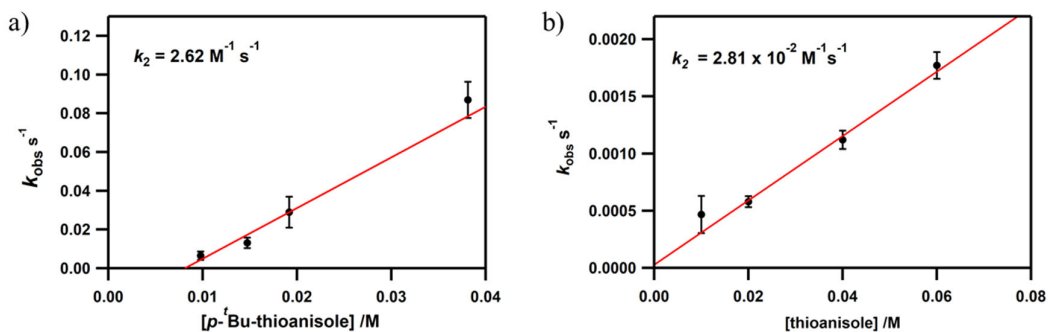 a)
k₂ = 2.62 M⁻¹ s⁻¹
k_obs s⁻¹
0.12
0.10
0.08
0.06
0.04
0.02
0.00
0.00 0.01 0.02 0.03 0.04
[p-ᵗBu-thioanisole] /M
b)
k₂ = 2.81 x 10⁻² M⁻¹s⁻¹
k_obs s⁻¹
0.0020
0.0015
0.0010
0.0005
0.0000
0.00 0.02 0.04 0.06 0.08
[thioanisole] /M